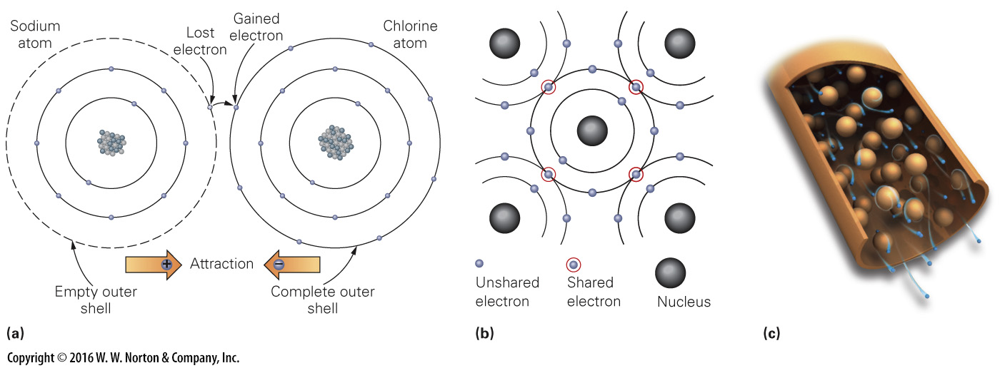 Sodium
atom
Lost
electron
Gained
electron
Chlorine
atom
+
Attraction
−
Empty outer
shell
Complete outer
shell
(a)
Unshared
electron
Shared
electron
Nucleus
(b)
(c)
Copyright © 2016 W. W. Norton & Company, Inc.